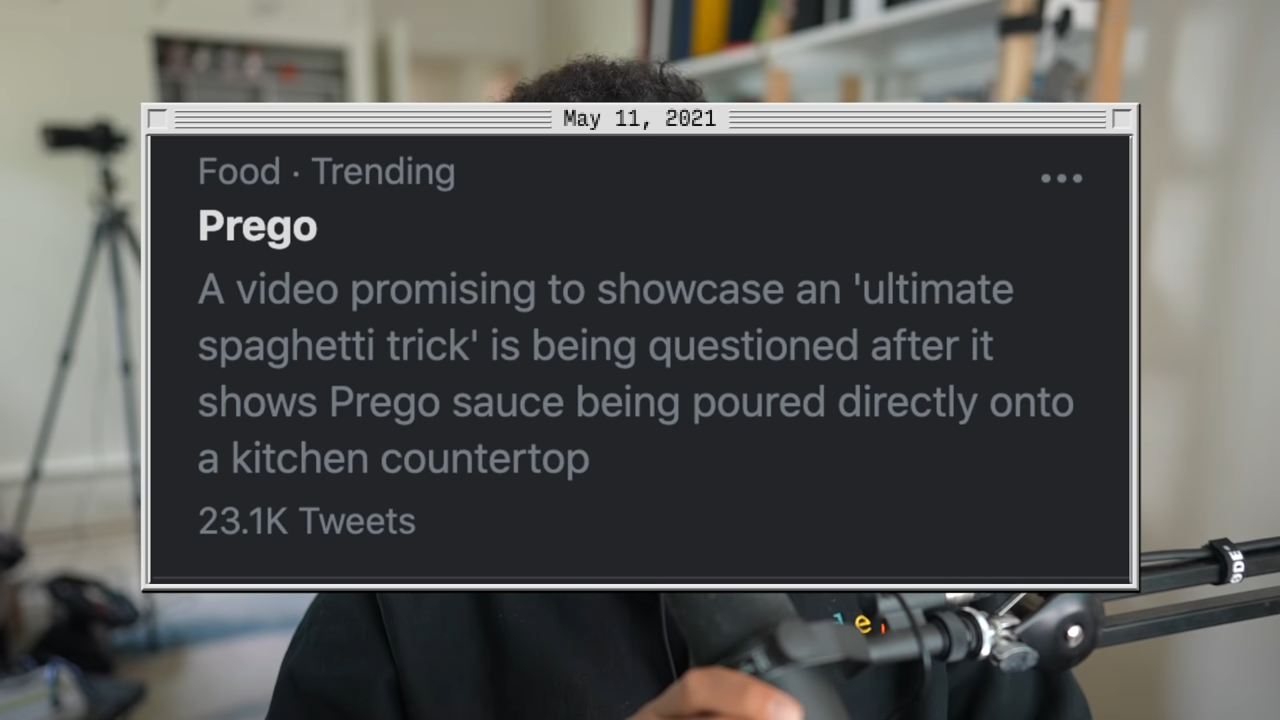 May 11, 2021
Food · Trending
Prego
A video promising to showcase an 'ultimate
spaghetti trick' is being questioned after it
shows Prego sauce being poured directly onto
a kitchen countertop
23.1K Tweets